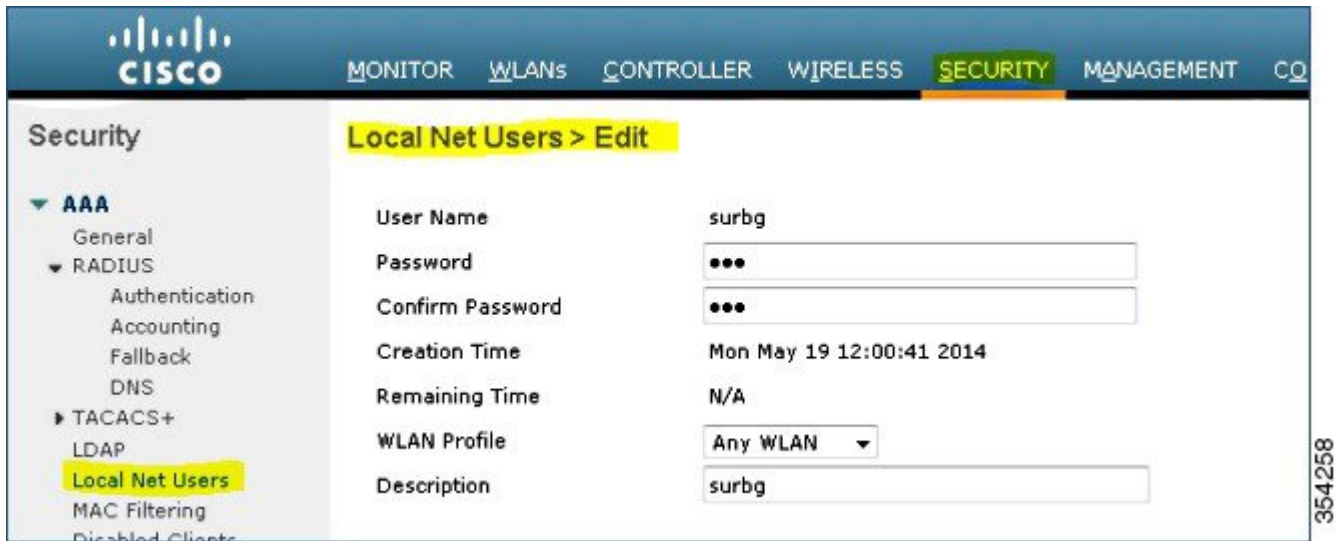 CISCO
MONITOR WLANs CONTROLLER WIRELESS SECURITY MANAGEMENT CO
Security
AAA
General
RADIUS
Authentication
Accounting
Fallback
DNS
TACACS+
LDAP
Local Net Users
MAC Filtering
Disabled Clients
Local Net Users > Edit
User Name surbg
Password •••
Confirm Password •••
Creation Time Mon May 19 12:00:41 2014
Remaining Time N/A
WLAN Profile Any WLAN
Description surbg
354258